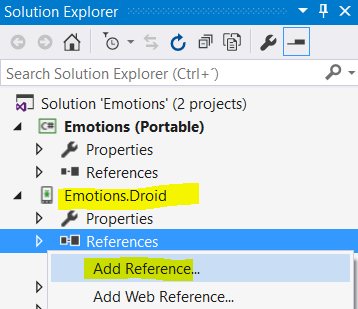 Solution Explorer
Search Solution Explorer (Ctrl+´)
Solution 'Emotions' (2 projects)
C#
Emotions (Portable)
Properties
References
Emotions.Droid
Properties
References
Add Reference...
Add Web Reference...